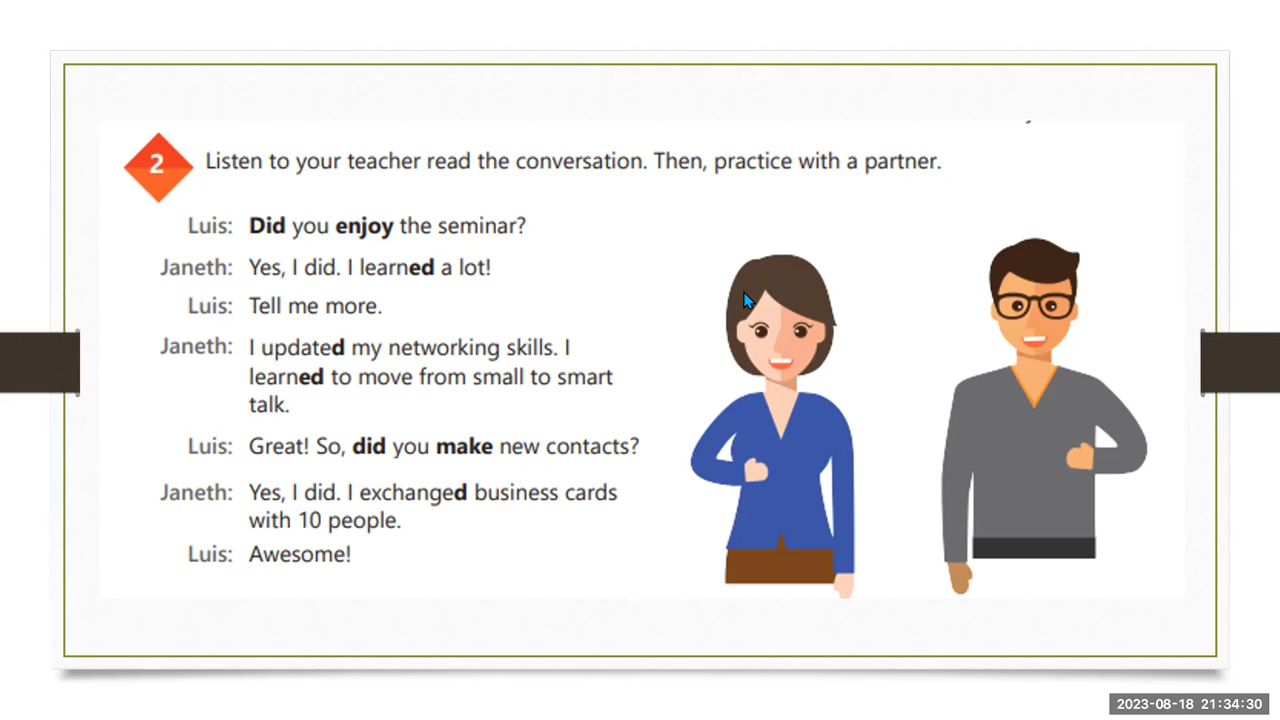 2 Listen to your teacher read the conversation. Then, practice with a partner.
Luis: Did you enjoy the seminar?
Janeth: Yes, I did. I learned a lot!
Luis: Tell me more.
Janeth: I updated my networking skills. I
learned to move from small to smart
talk.
Luis: Great! So, did you make new contacts?
Janeth: Yes, I did. I exchanged business cards
with 10 people.
Luis: Awesome!
2023-08-18 21:34:30